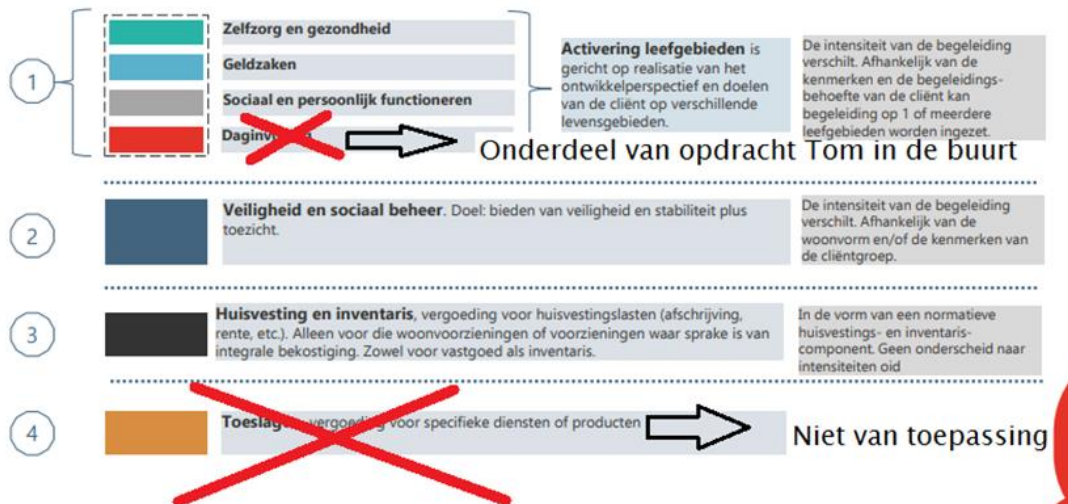 1
Zelfzorg en gezondheid
Geldzaken
Sociaal en persoonlijk functioneren
Activering leefgebieden is
gericht op realisatie van het
ontwikkelperspectief en doelen
van de cliënt op verschillende
levensgebieden.
De intensiteit van de begeleiding
verschilt. Afhankelijk van de
kenmerken en de begeleidings-
behoefte van de cliënt kan
begeleiding op 1 of meerdere
leefgebieden worden ingezet.
Onderdeel van opdracht Tom in de buurt
2
Veiligheid en sociaal beheer. Doel: bieden van veiligheid en stabiliteit plus
toezicht.
De intensiteit van de begeleiding
verschilt. Afhankelijk van de
woonvorm en/of de kenmerken van
de cliëntgroep.
3
Huisvesting en inventaris, vergoeding voor huisvestingslasten (afschrijving,
rente, etc.). Alleen voor die woonvoorzieningen of voorzieningen waar sprake is van
integrale bekostiging. Zowel voor vastgoed als inventaris.
In de vorm van een normatieve
huisvestings- en inventaris-
component. Geen onderscheid naar
intensiteiten oid
4
vergoeding voor specifieke diensten of producten
Niet van toepassing